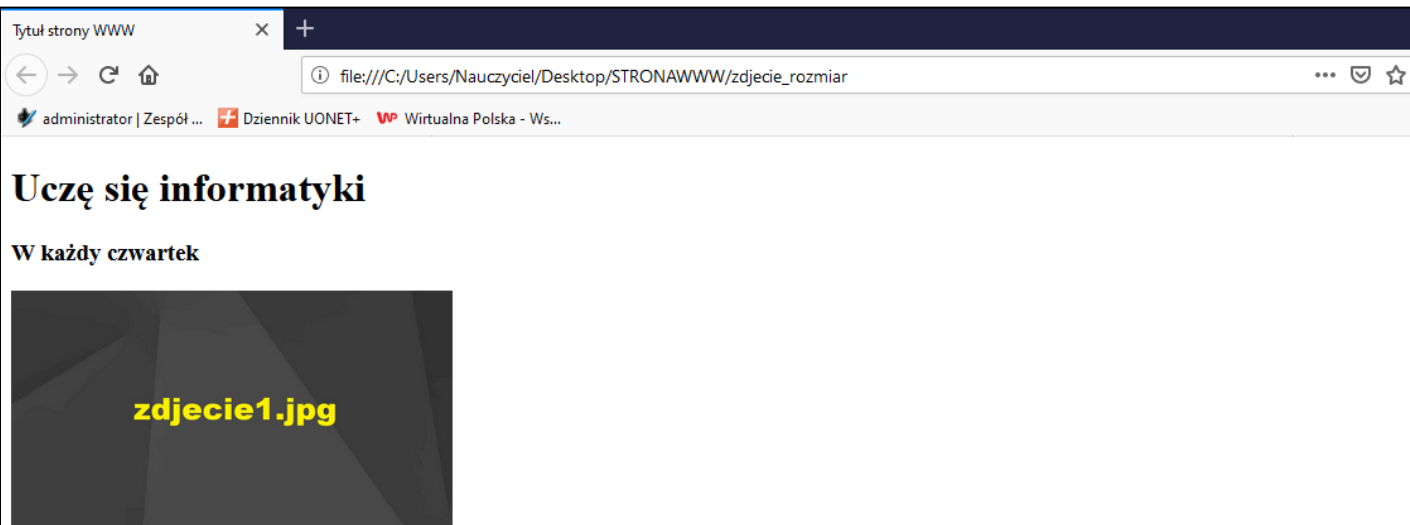 Tytuł strony WWW
file:///C:/Users/Nauczyciel/Desktop/STRONAWWW/zdjecie_rozmiar
administrator | Zespół ... Dziennik UONET+ WP Wirtualna Polska - Ws...
Uczę się informatyki
W każdy czwartek
zdjecie1.jpg